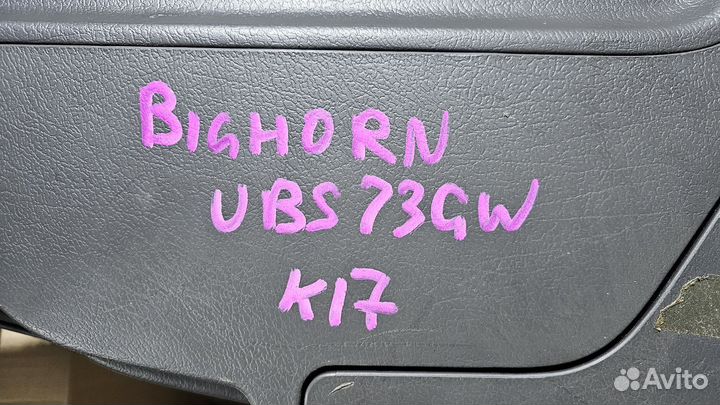 BIGHORN
UBS73GW
K17
Avito